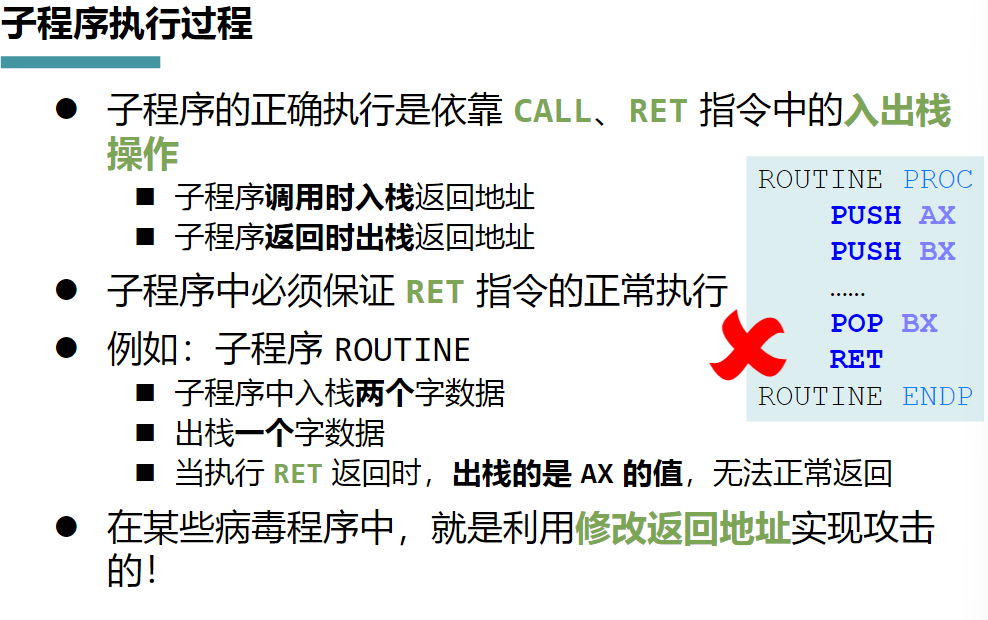 子程序执行过程
子程序的正确执行是依靠 CALL、RET 指令中的入出栈
操作
子程序调用时入栈返回地址
子程序返回时出栈返回地址
子程序中必须保证 RET 指令的正常执行
例如：子程序 ROUTINE
子程序中入栈两个字数据
出栈一个字数据
当执行 RET 返回时，出栈的是 AX 的值，无法正常返回
在某些病毒程序中，就是利用修改返回地址实现攻击
的！
ROUTINE PROC
PUSH AX
PUSH BX
……
POP BX
RET
ROUTINE ENDP